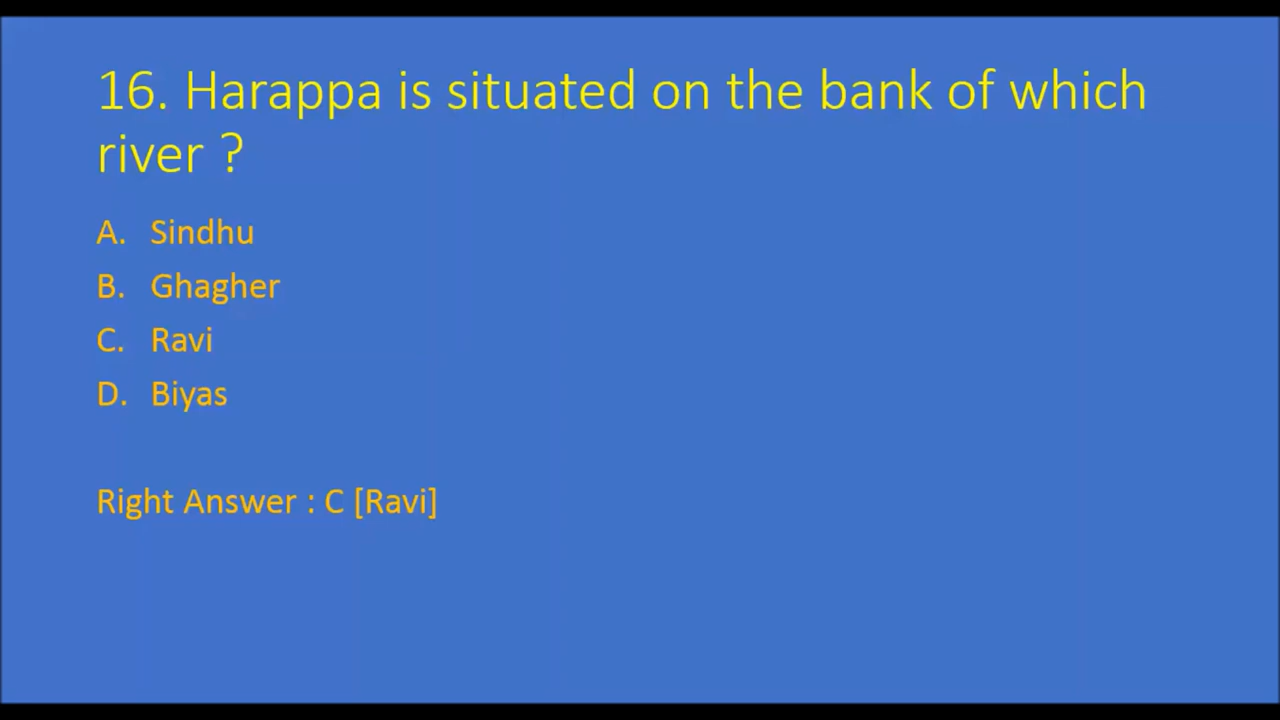 16. Harappa is situated on the bank of which
river ?
A. Sindhu
B. Ghagher
C. Ravi
D. Biyas
Right Answer : C [Ravi]